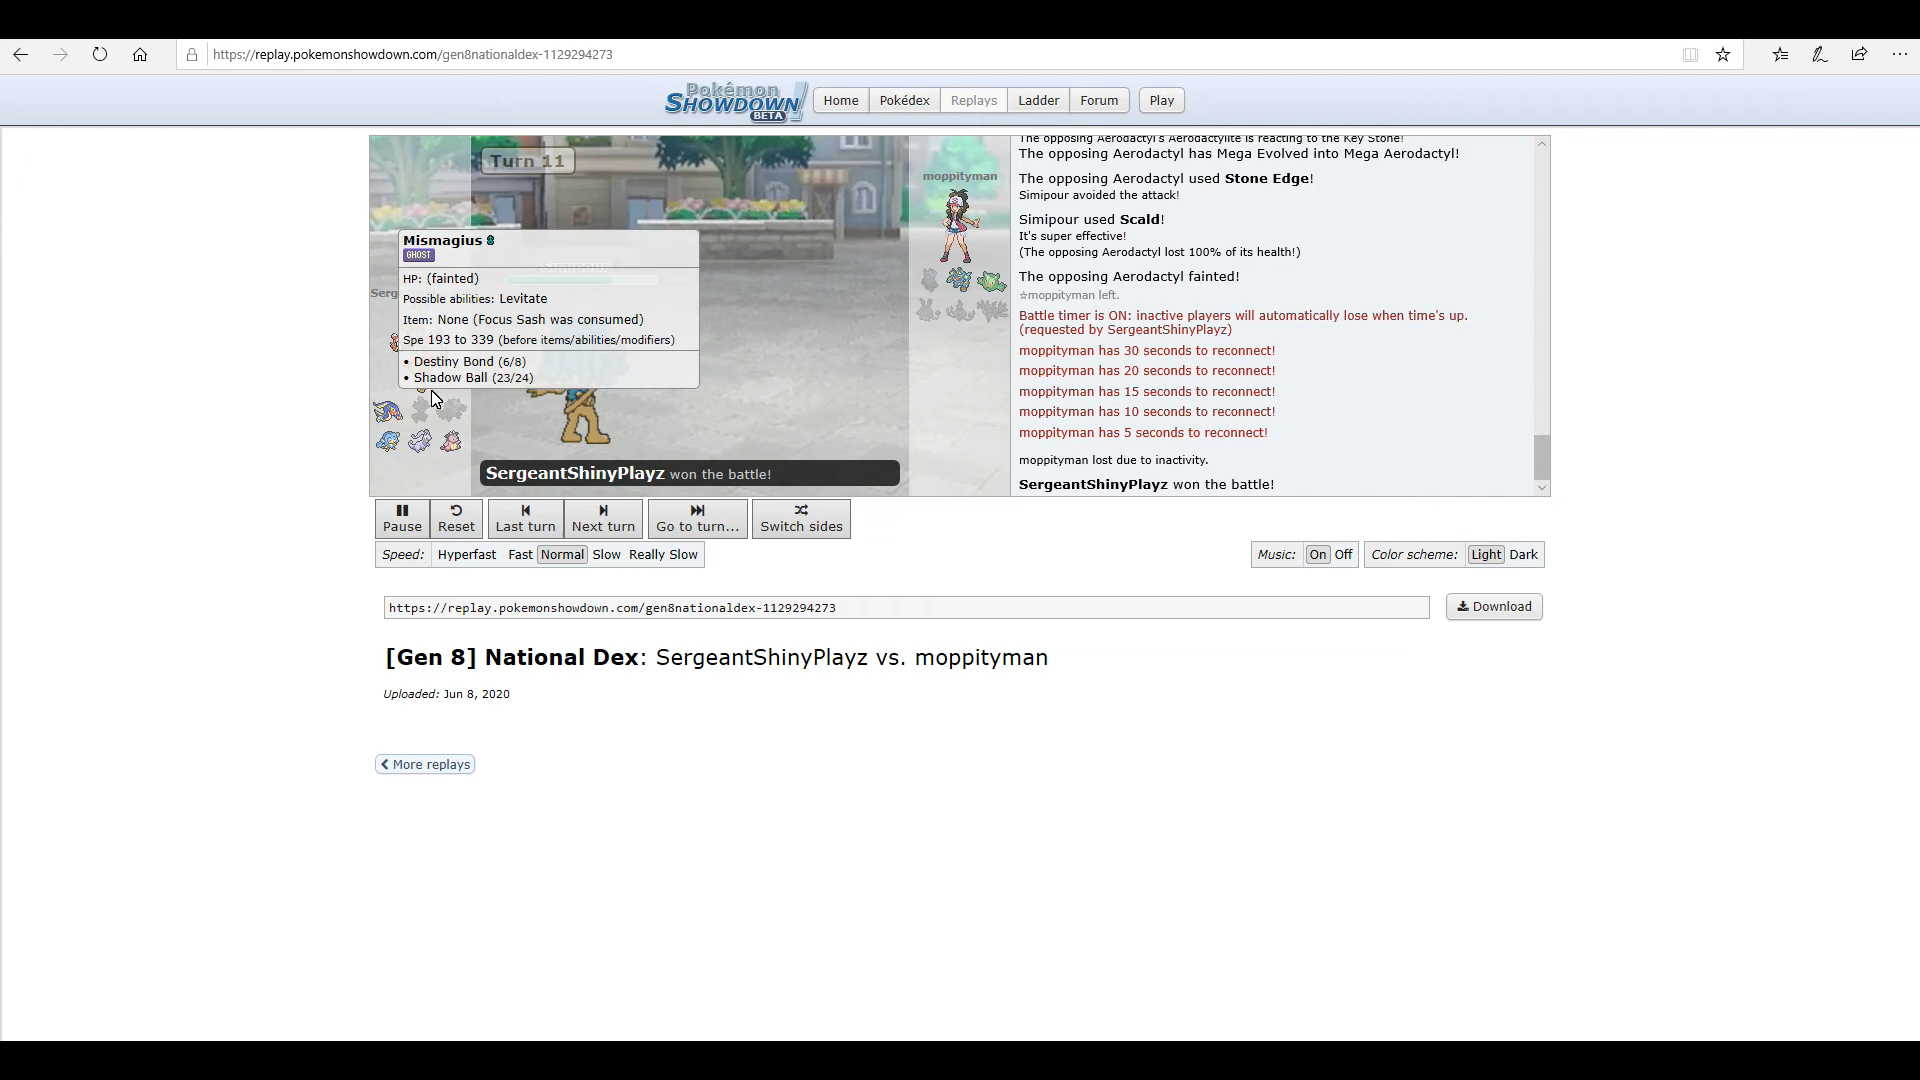 https://replay.pokemonshowdown.com/gen8nationaldex-1129294273
Pokémon
SHOWDOWN!
BETA
Home
Pokédex
Replays
Ladder
Forum
Play
Turn 11
Mismagius
GHOST
HP: (fainted)
Possible abilities: Levitate
Item: None (Focus Sash was consumed)
Spe 193 to 339 (before items/abilities/modifiers)
• Destiny Bond (6/8)
• Shadow Ball (23/24)
Serg
moppityman
SergeantShinyPlayz won the battle!
The opposing Aerodactyl's Aerodactylite is reacting to the Key Stone!
The opposing Aerodactyl has Mega Evolved into Mega Aerodactyl!
The opposing Aerodactyl used Stone Edge!
Simipour avoided the attack!
Simipour used Scald!
It's super effective!
(The opposing Aerodactyl lost 100% of its health!)
The opposing Aerodactyl fainted!
☆moppityman left.
Battle timer is ON: inactive players will automatically lose when time's up.
(requested by SergeantShinyPlayz)
moppityman has 30 seconds to reconnect!
moppityman has 20 seconds to reconnect!
moppityman has 15 seconds to reconnect!
moppityman has 10 seconds to reconnect!
moppityman has 5 seconds to reconnect!
moppityman lost due to inactivity.
SergeantShinyPlayz won the battle!
Pause
Reset
Last turn
Next turn
Go to turn...
Switch sides
Speed: Hyperfast Fast Normal Slow Really Slow
Music: On Off
Color scheme: Light Dark
https://replay.pokemonshowdown.com/gen8nationaldex-1129294273
Download
[Gen 8] National Dex: SergeantShinyPlayz vs. moppityman
Uploaded: Jun 8, 2020
More replays